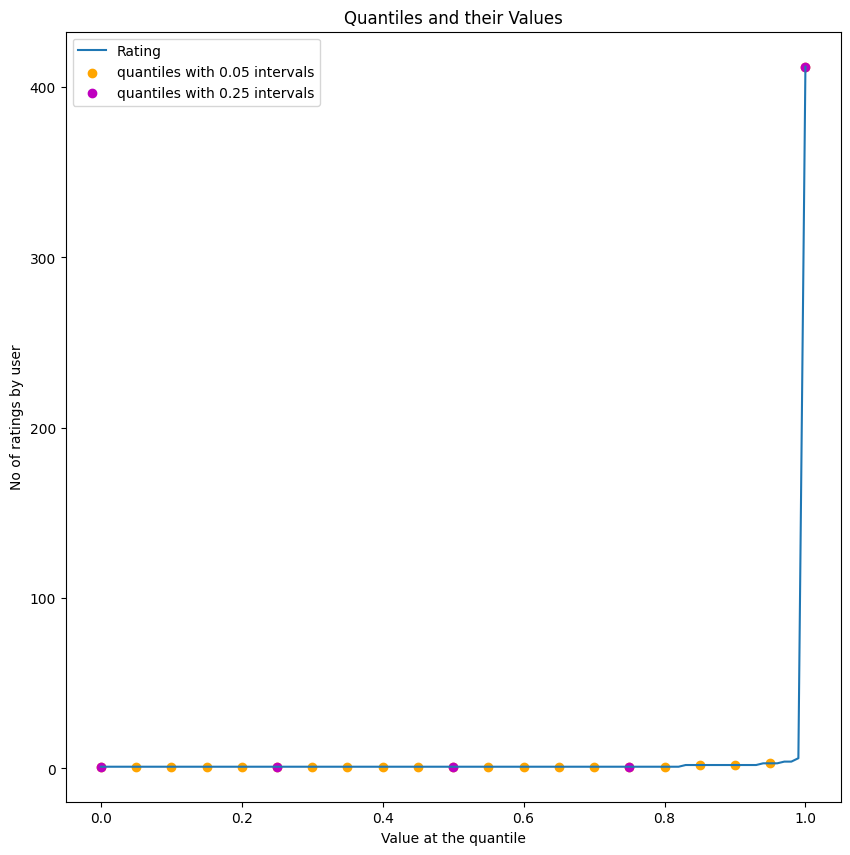 Quantiles and their Values
Rating
quantiles with 0.05 intervals
quantiles with 0.25 intervals
400
300
200
100
0
No of ratings by user
0.0 0.2 0.4 0.6 0.8 1.0
Value at the quantile